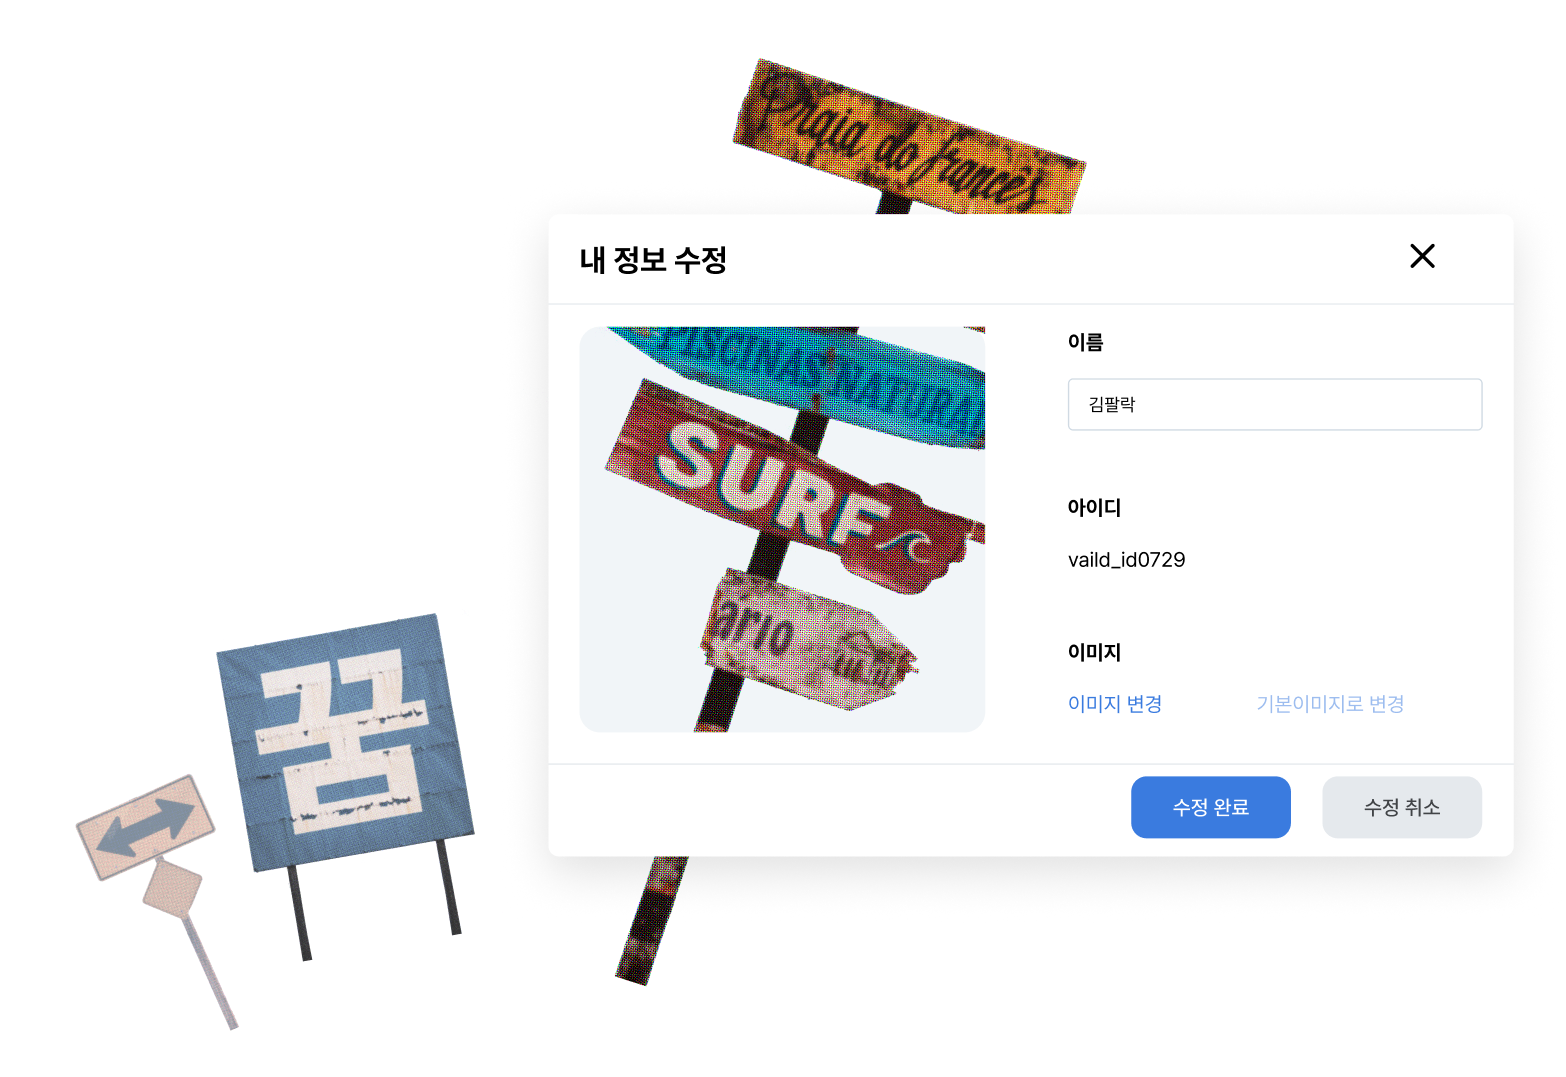 praia do francês
내 정보 수정
PISCINAS NATURAI
SURF
ário
이름
김팔락
아이디
vaild_id0729
이미지
이미지 변경
기본이미지로 변경
수정 완료
수정 취소
꿈